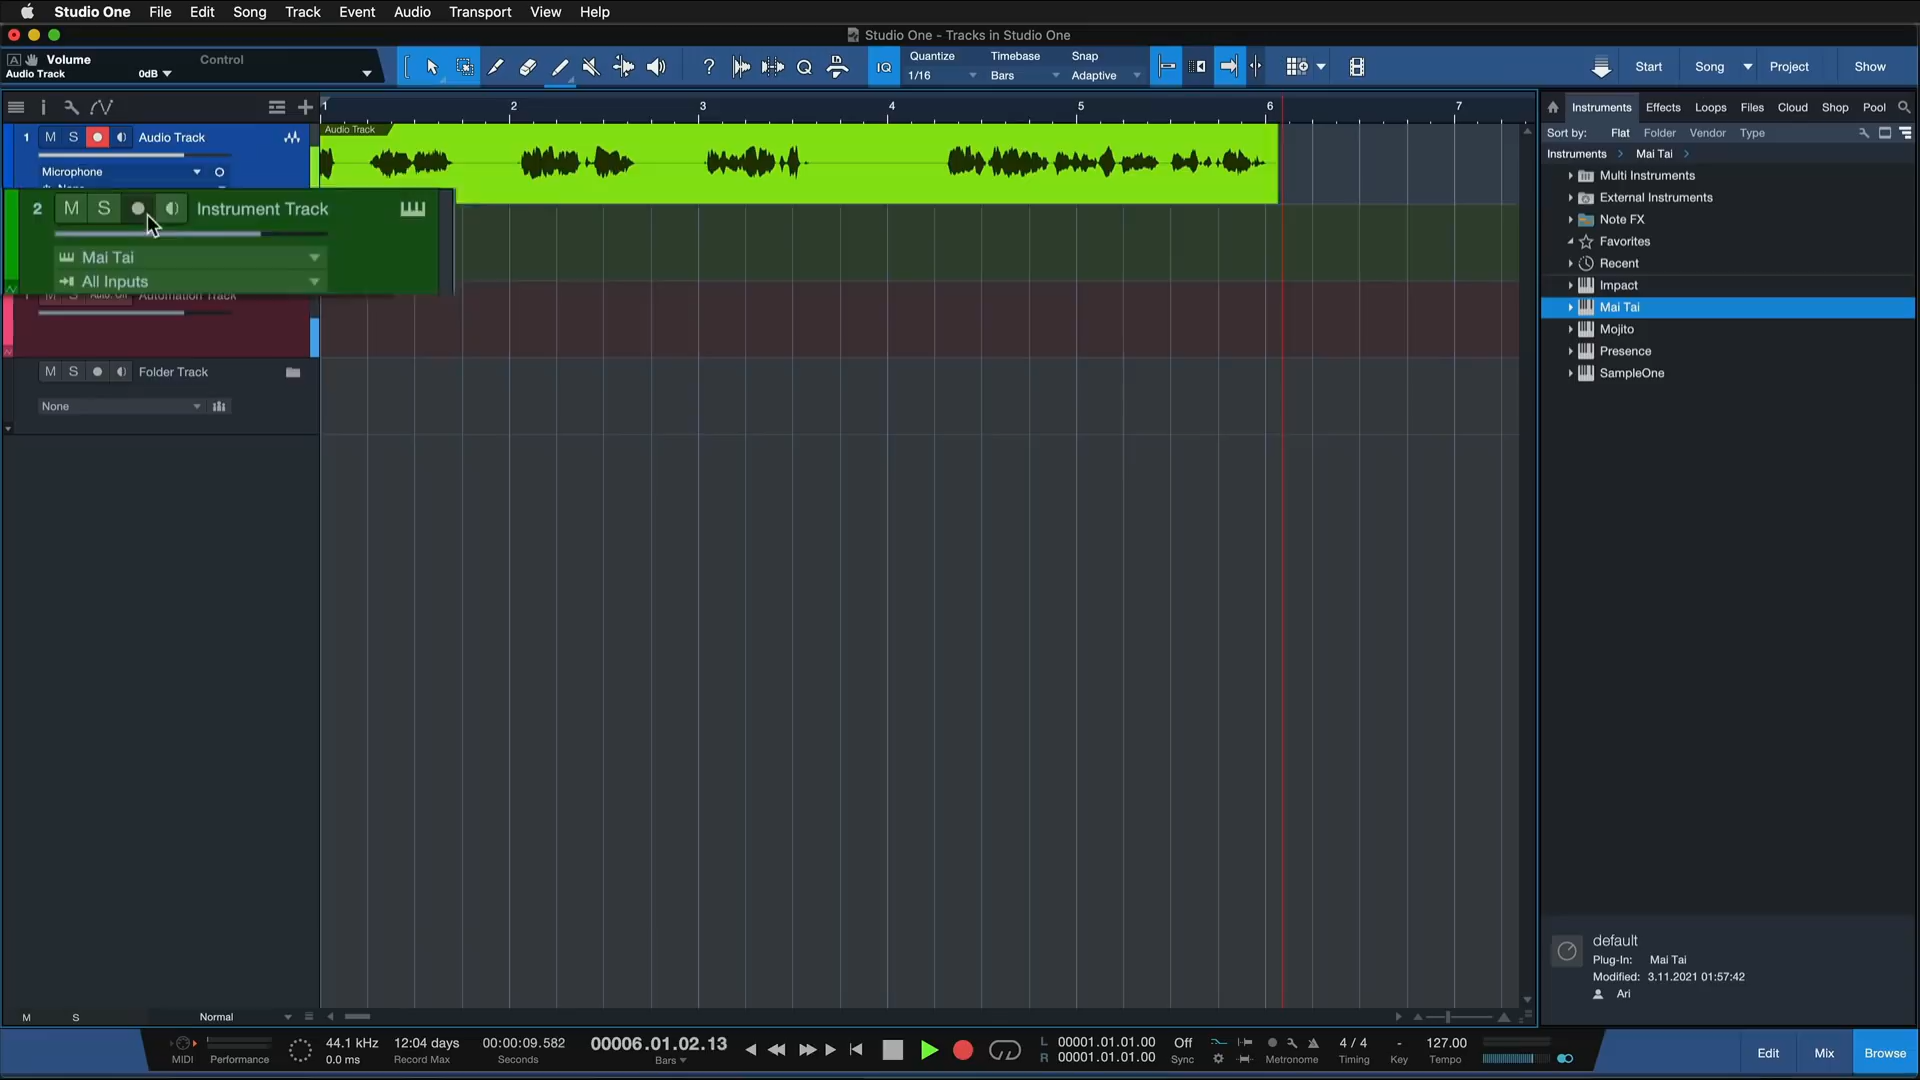 Studio One File Edit Song Track Event Audio Transport View Help
Studio One - Tracks in Studio One
A Volume Control
Audio Track 0dB
Quantize Timebase Snap
1/16 Bars Adaptive
IQ
Start Song Project Show
1 2 3 4 5 6 7
1 M S Audio Track
Microphone
Audio Track
2 M S Instrument Track
Mai Tai
All Inputs
M S Auto: Off Automation Track
M S Folder Track
None
Instruments Effects Loops Files Cloud Shop Pool
Sort by: Flat Folder Vendor Type
Instruments Mai Tai
Multi Instruments
External Instruments
Note FX
Favorites
Recent
Impact
Mai Tai
Mojito
Presence
SampleOne
default
Plug-In: Mai Tai
Modified: 3.11.2021 01:57:42
Ari
M S Normal
MIDI Performance
44.1 kHz 12:04 days 00:00:09.582 00006.01.02.13
0.0 ms Record Max Seconds Bars
L 00001.01.01.00 Off 4 / 4 - 127.00
R 00001.01.01.00 Sync Metronome Timing Key Tempo
Edit Mix Browse